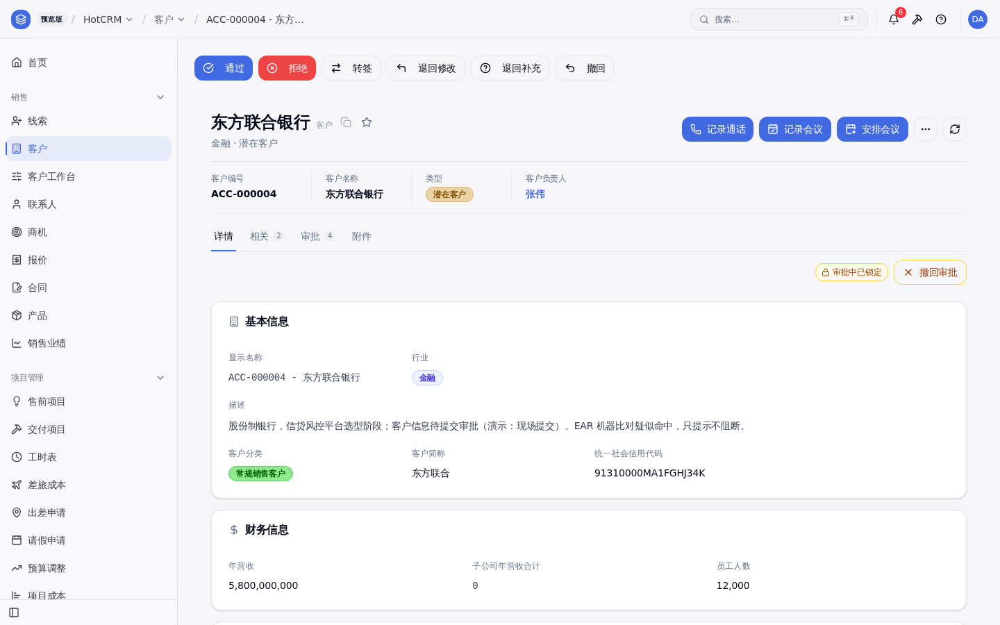 预览版 / HotCRM / 客户 / ACC-000004 - 东方… 搜索... ⌘K 6 DA
首页
销售
线索
客户
客户工作台
联系人
商机
报价
合同
产品
销售业绩
项目管理
售前项目
交付项目
工时表
差旅成本
出差申请
请假申请
预算调整
项目成本
通过 拒绝 转签 退回修改 退回补充 撤回
东方联合银行 客户
金融 · 潜在客户
记录通话 记录会议 安排会议
客户编号 客户名称 类型 客户负责人
ACC-000004 东方联合银行 潜在客户 张伟
详情 相关 2 审批 4 附件
审批中已锁定 撤回审批
基本信息
显示名称 行业
ACC-000004 - 东方联合银行 金融
描述
股份制银行，信贷风控平台选型阶段；客户信息待提交审批（演示：现场提交）。EAR 机器比对疑似命中，只提示不阻断。
客户分类 客户简称 统一社会信用代码
常规销售客户 东方联合 91310000MA1FGHJ34K
财务信息
年营收 子公司年营收合计 员工人数
5,800,000,000 0 12,000